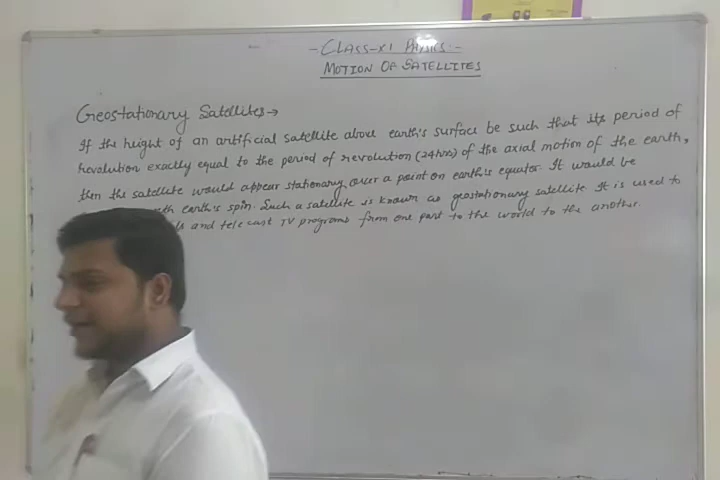 -CLASS-XI PHYSICS:-
MOTION OF SATELLITES
Geostationary Satellites→
If the height of an artificial satellite above earth's surface be such that its period of
revolution exactly equal to the period of revolution (24hrs) of the axial motion of the earth,
then the satellite would appear stationary over a point on earth's equator. It would be
earth's spin. Such a satellite is known as geostationary satellite It is used to
and telecast TV programs from one part to the world to the another.